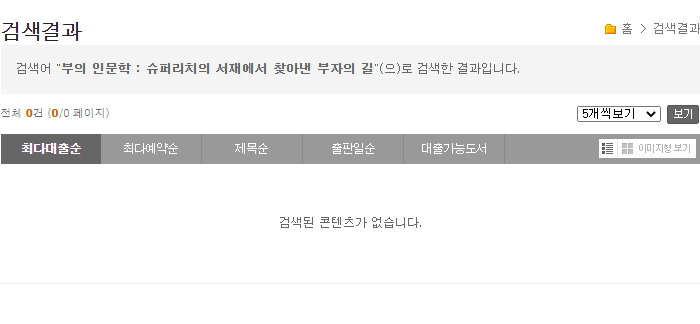 검색결과
홈 > 검색결과
검색어 "부의 인문학 : 슈퍼리치의 서재에서 찾아낸 부자의 길"(으)로 검색한 결과입니다.
전체 0건 (0/0 페이지)
5개씩보기 보기
최다대출순 최다예약순 제목순 출판일순 대출가능도서 이미지형 보기
검색된 콘텐츠가 없습니다.